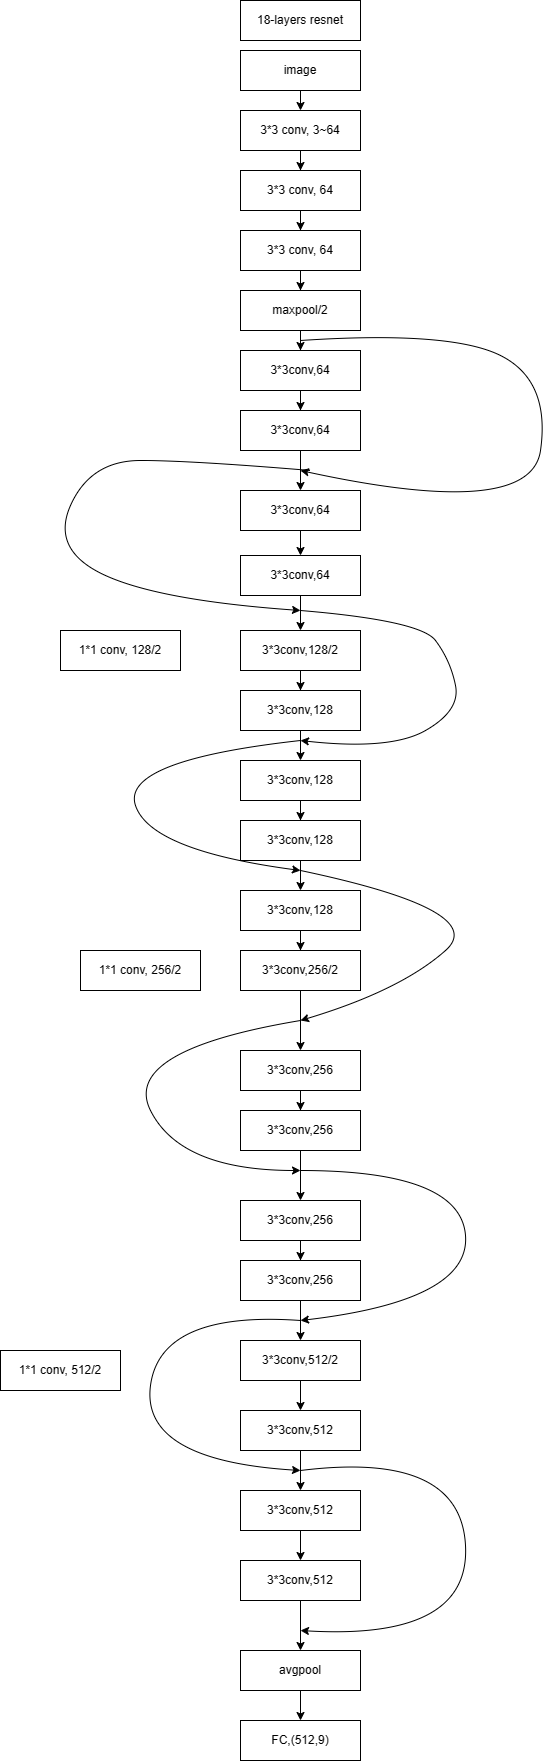 18-layers resnet
image
3*3 conv, 3~64
3*3 conv, 64
3*3 conv, 64
maxpool/2
3*3conv,64
3*3conv,64
3*3conv,64
3*3conv,64
1*1 conv, 128/2
3*3conv,128/2
3*3conv,128
3*3conv,128
3*3conv,128
3*3conv,128
1*1 conv, 256/2
3*3conv,256/2
3*3conv,256
3*3conv,256
3*3conv,256
3*3conv,256
1*1 conv, 512/2
3*3conv,512/2
3*3conv,512
3*3conv,512
3*3conv,512
avgpool
FC,(512,9)